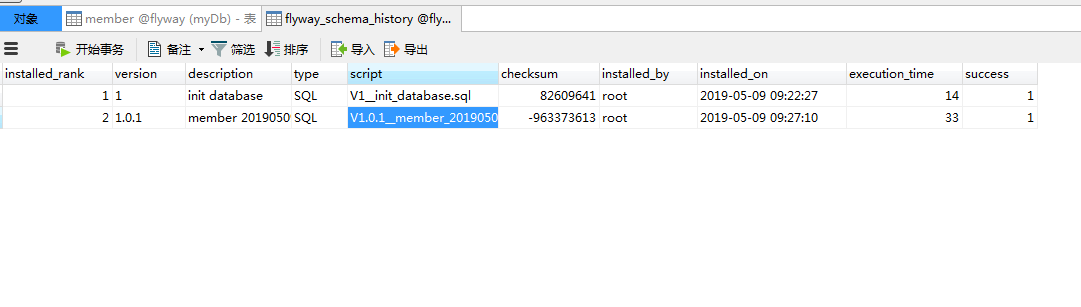 对象 member @flyway (myDb) - 表 flyway_schema_history @fly...
开始事务 备注 筛选 排序 导入 导出
installed_rank version description type script checksum installed_by installed_on execution_time success
1 1 init database SQL V1__init_database.sql 82609641 root 2019-05-09 09:22:27 14 1
2 1.0.1 member 20190509 SQL V1.0.1__member_2019050 -963373613 root 2019-05-09 09:27:10 33 1